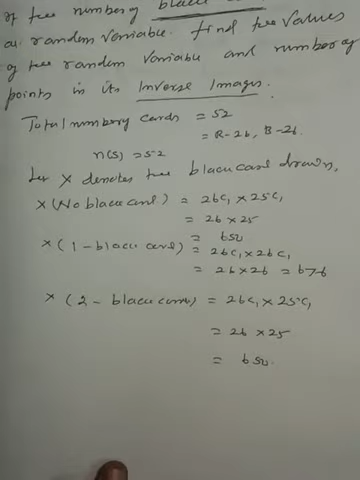 of the number of black
as random variable. find the values
of the random variable and number of
points in its Inverse Images.
Total number of cards = 52
= R-26, B-26.
n(s) = 52
Let X denotes the black card drawn,
X (No black card) = 26C₁ × 25C₁
= 26 × 25
= 650
X (1-black card) = 26C₁ × 26C₁
= 26 × 26 = 676
X (2-black cards) = 26C₁ × 25C₁
= 26 × 25
= 650.